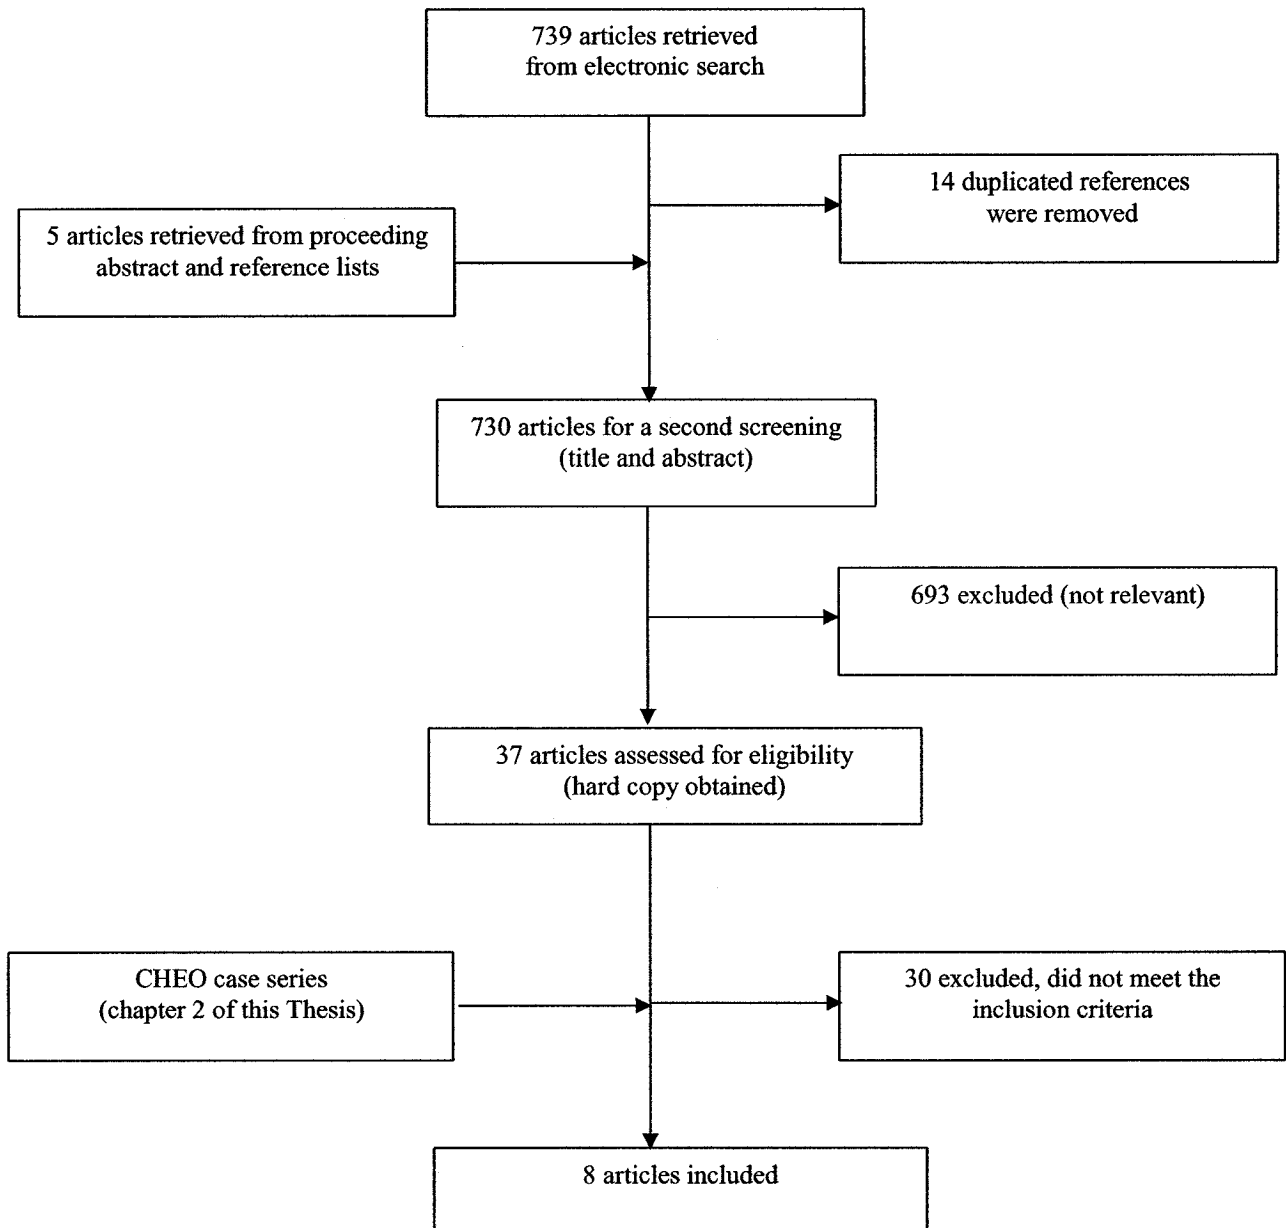 739 articles retrieved
from electronic search
14 duplicated references
were removed
5 articles retrieved from proceeding
abstract and reference lists
730 articles for a second screening
(title and abstract)
693 excluded (not relevant)
37 articles assessed for eligibility
(hard copy obtained)
CHEO case series
(chapter 2 of this Thesis)
30 excluded, did not meet the
inclusion criteria
8 articles included